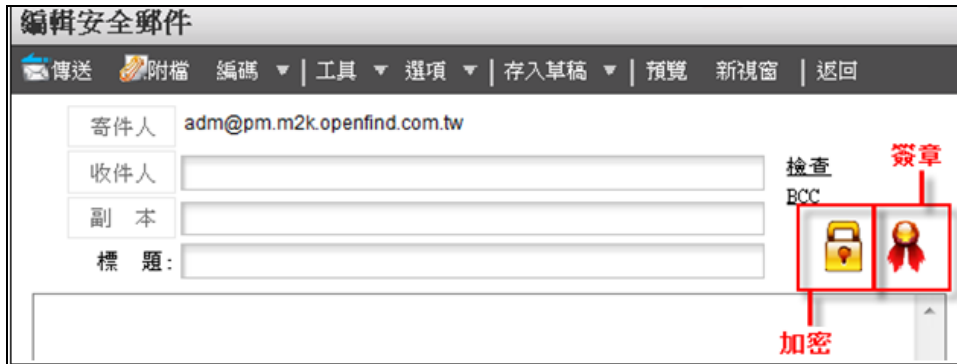 編輯安全郵件
傳送 附檔 編碼 ▼ | 工具 ▼ 選項 ▼ | 存入草稿 ▼ | 預覽 新視窗 | 返回
寄件人 adm@pm.m2k.openfind.com.tw
收件人 檢查 簽章
副 本 BCC
標 題:
加密